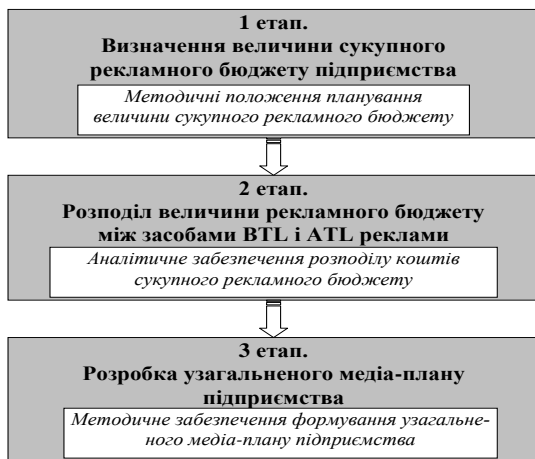 1 етап.
Визначення величини сукупного
рекламного бюджету підприємства
Методичні положення планування
величини сукупного рекламного бюджету
2 етап.
Розподіл величини рекламного бюджету
між засобами BTL і ATL реклами
Аналітичне забезпечення розподілу коштів
сукупного рекламного бюджету
3 етап.
Розробка узагальненого медіа-плану
підприємства
Методичне забезпечення формування узагальне-
ного медіа-плану підприємства